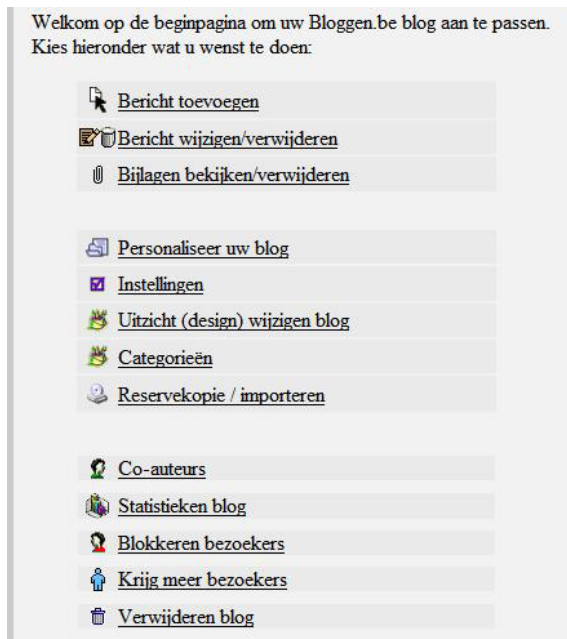 Welkom op de beginpagina om uw Bloggen.be blog aan te passen.
Kies hieronder wat u wenst te doen:
Bericht toevoegen
Bericht wijzigen/verwijderen
Bijlagen bekijken/verwijderen
Personaliseer uw blog
Instellingen
Uitzicht (design) wijzigen blog
Categorieën
Reservekopie / importeren
Co-auteurs
Statistieken blog
Blokkeren bezoekers
Krijg meer bezoekers
Verwijderen blog